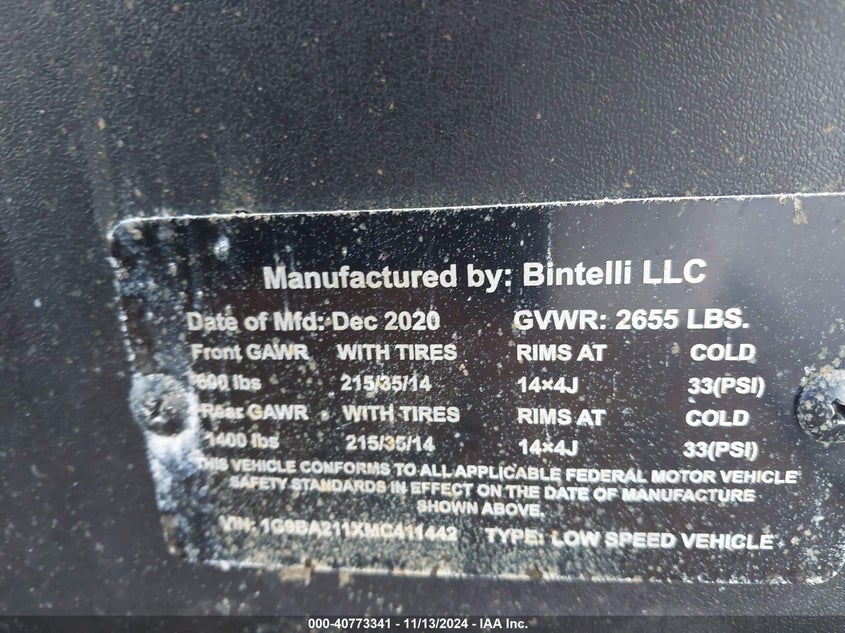 Manufactured by: Bintelli LLC
Date of Mfd: Dec 2020 GVWR: 2655 LBS.
Front GAWR WITH TIRES RIMS AT COLD
lbs 215/35/14 14×4J 33(PSI)
Rear GAWR WITH TIRES RIMS AT COLD
1400 lbs 215/35/14 14×4J 33(PSI)
THIS VEHICLE CONFORMS TO ALL APPLICABLE FEDERAL MOTOR VEHICLE
SAFETY STANDARDS IN EFFECT ON THE DATE OF MANUFACTURE
SHOWN ABOVE.
VIN: 1G9BA211XMC411442 TYPE: LOW SPEED VEHICLE
000-40773341 - 11/13/2024 - IAA Inc.